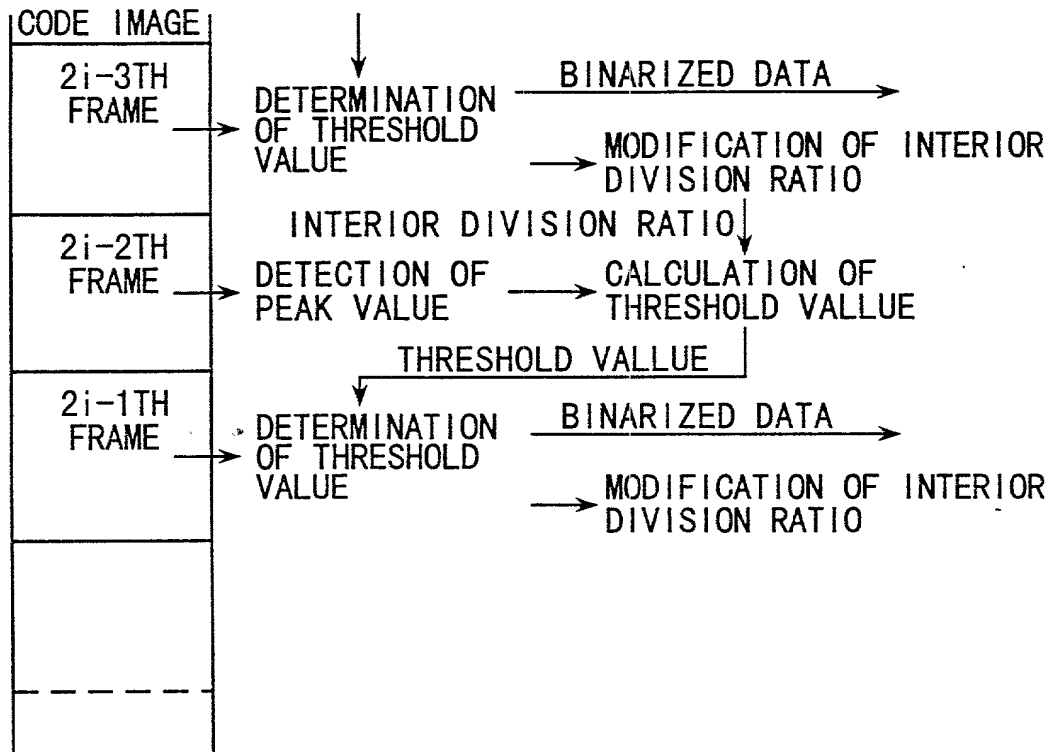 CODE IMAGE
2i-3TH
FRAME
DETERMINATION
OF THRESHOLD
VALUE
BINARIZED DATA
MODIFICATION OF INTERIOR
DIVISION RATIO
INTERIOR DIVISION RATIO
2i-2TH
FRAME
DETECTION OF
PEAK VALUE
CALCULATION OF
THRESHOLD VALLUE
THRESHOLD VALLUE
2i-1TH
FRAME
DETERMINATION
OF THRESHOLD
VALUE
BINARIZED DATA
MODIFICATION OF INTERIOR
DIVISION RATIO